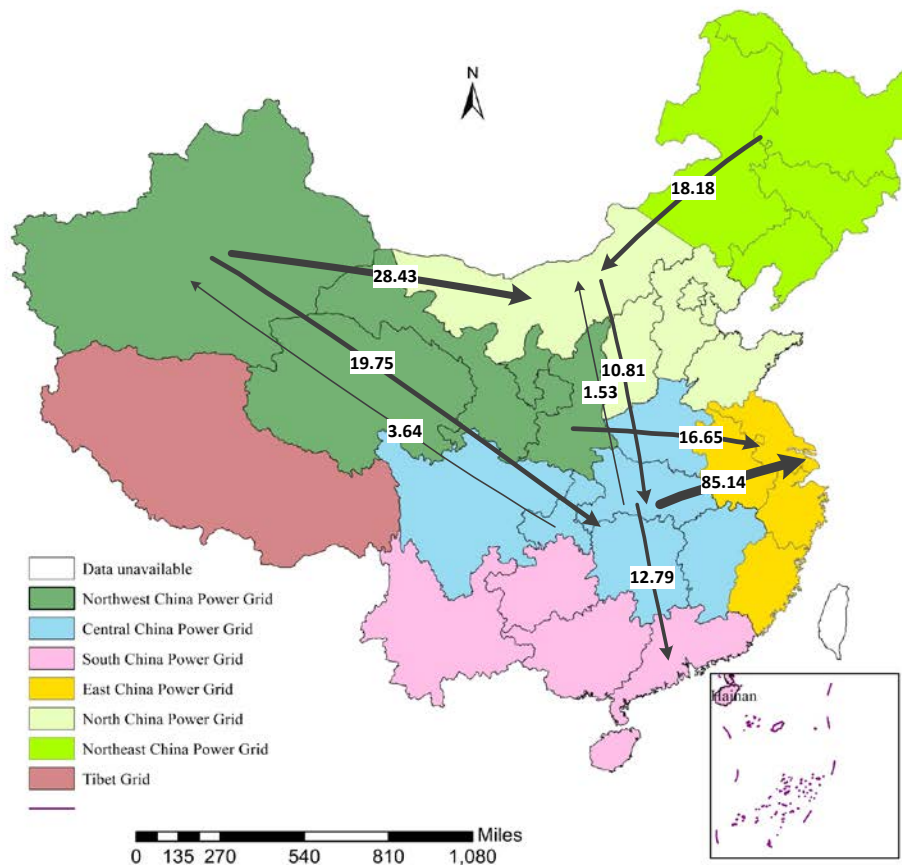 N
18.18
28.43
19.75
10.81
1.53
3.64
16.65
85.14
12.79
Data unavailable
Northwest China Power Grid
Central China Power Grid
South China Power Grid
East China Power Grid
North China Power Grid
Northeast China Power Grid
Tibet Grid
Hainan
Miles
0 135 270 540 810 1,080